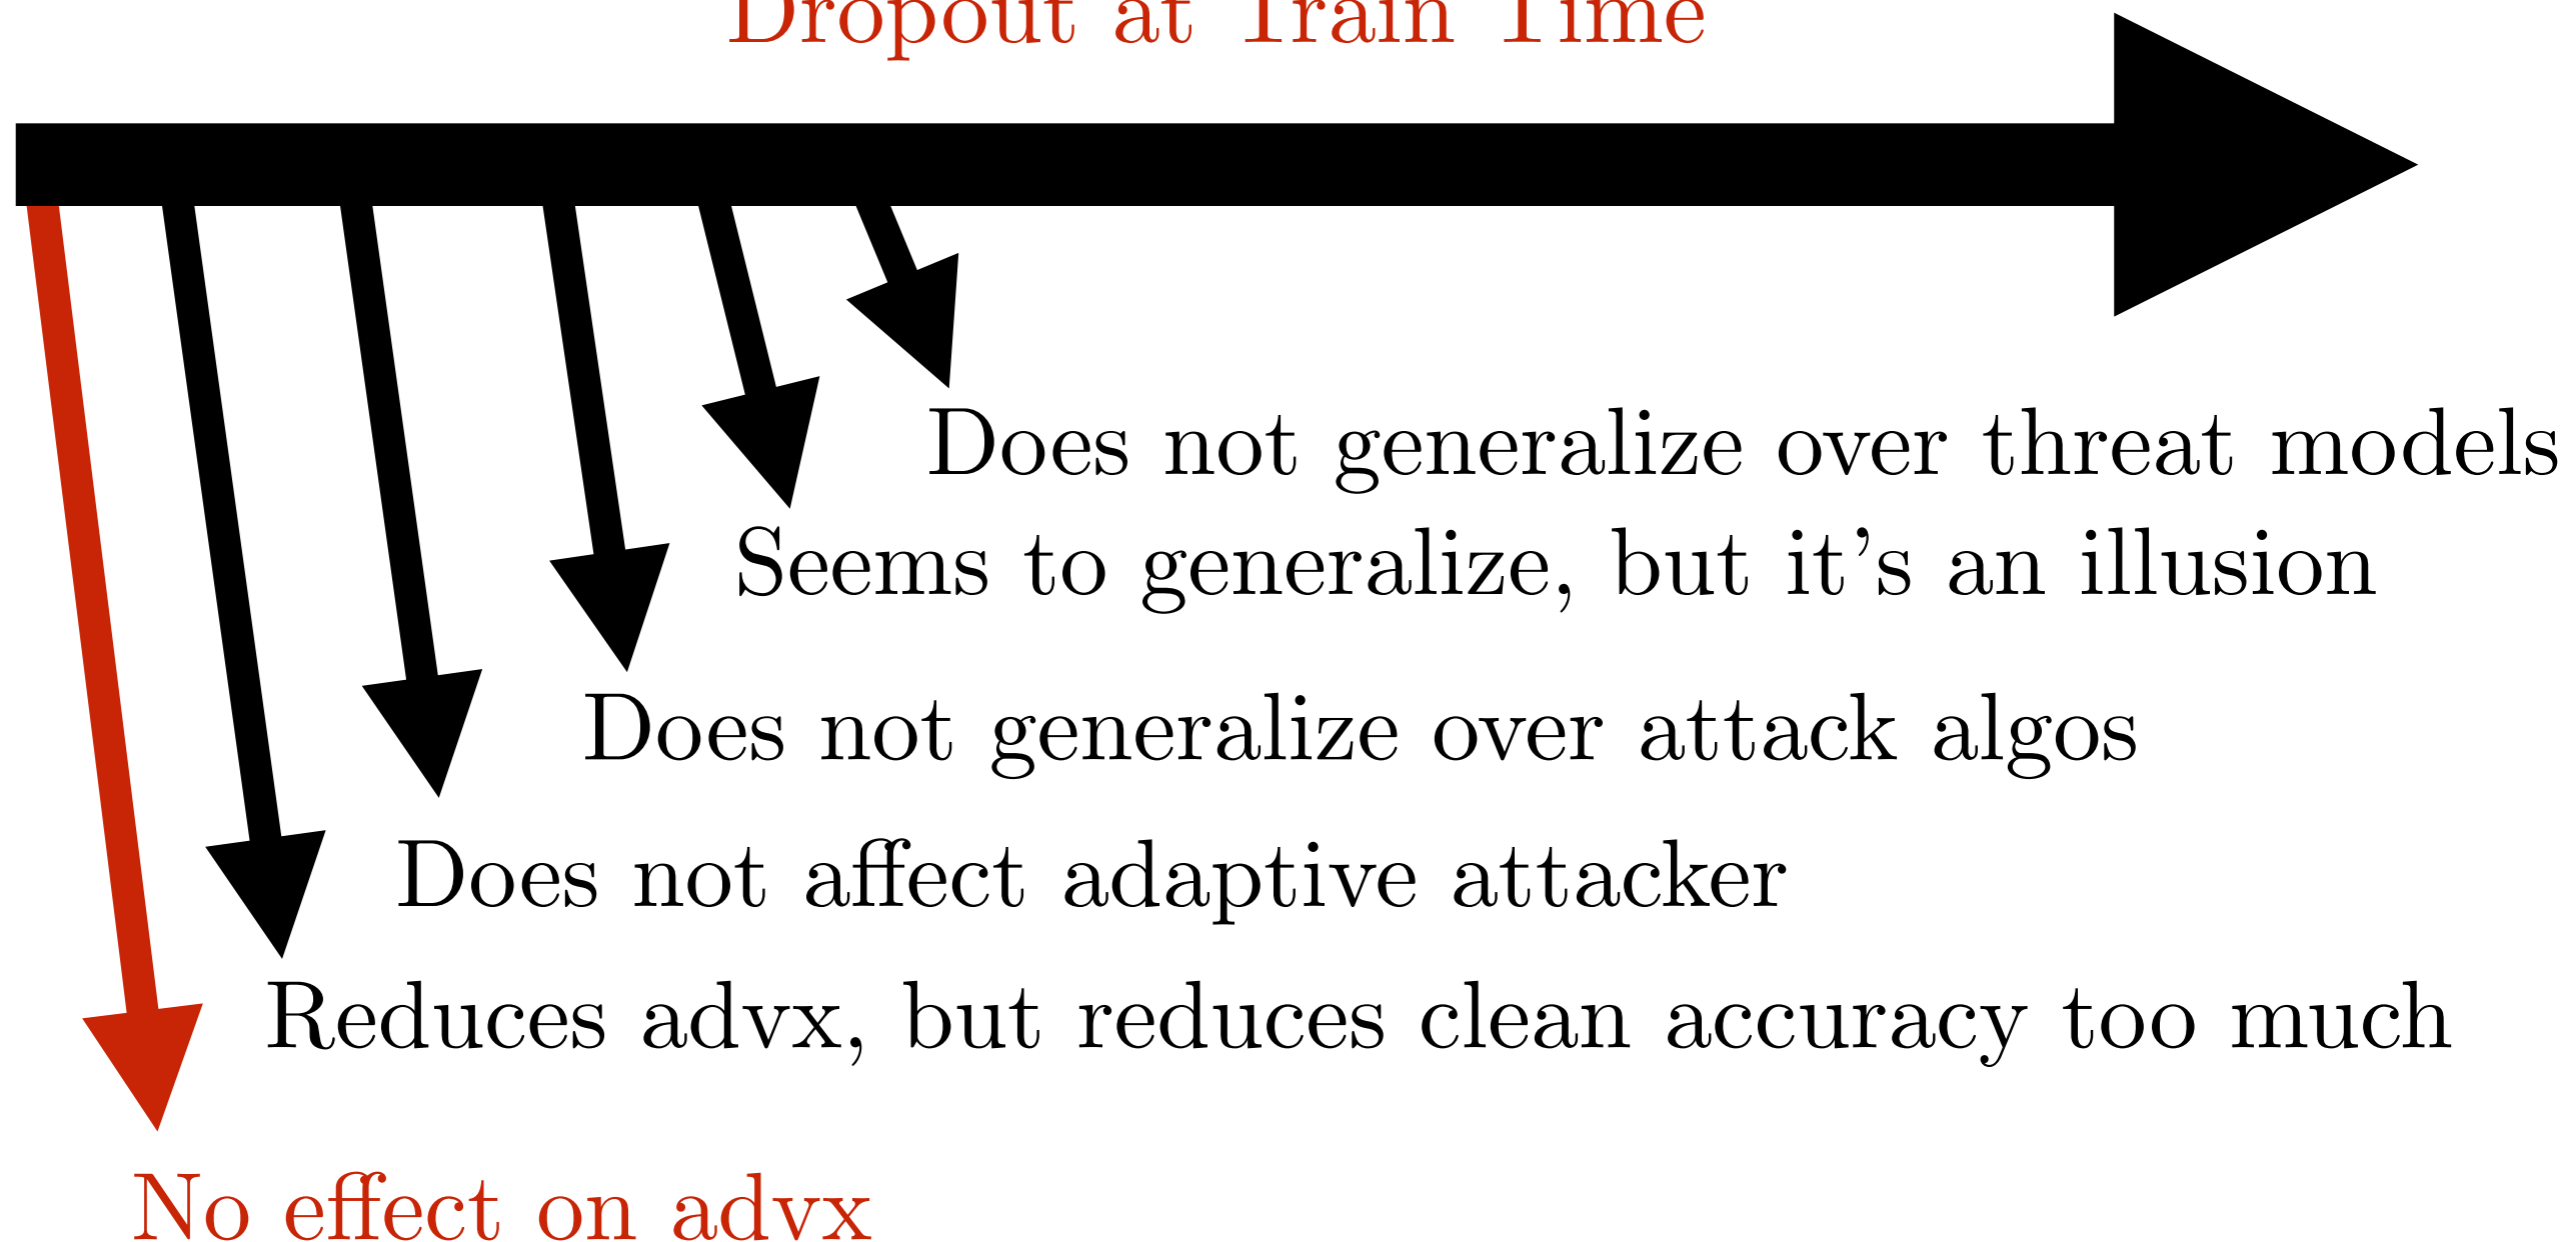 Dropout at Train Time
Does not generalize over threat models
Seems to generalize, but it’s an illusion
Does not generalize over attack algos
Does not affect adaptive attacker
Reduces advx, but reduces clean accuracy too much
No effect on advx